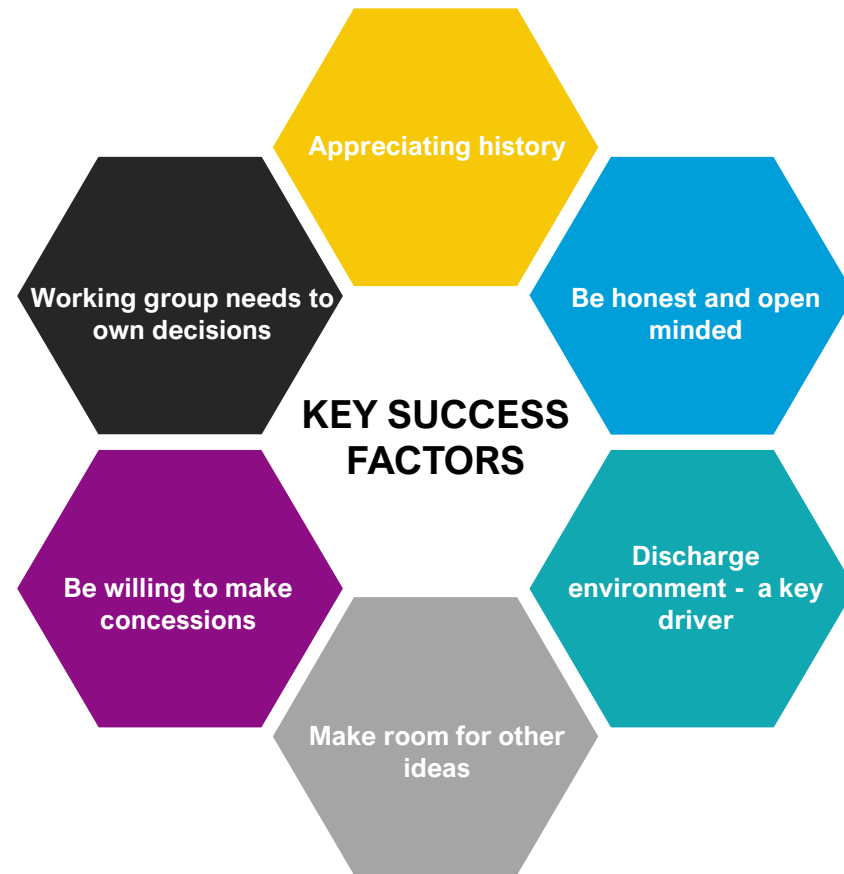 Appreciating history
Be honest and open
minded
Discharge
environment -  a key
driver
Make room for other
ideas
Be willing to make
concessions
Working group needs to
own decisions
KEY SUCCESS
FACTORS